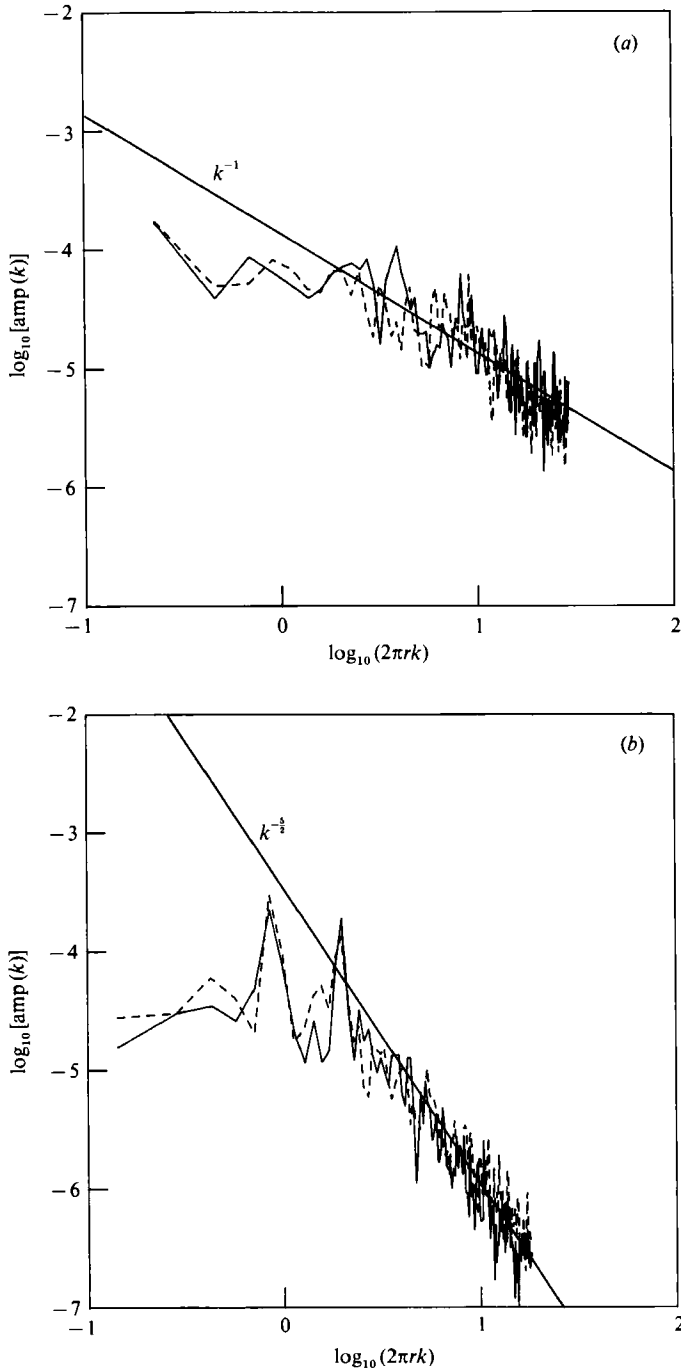 −2
(a)
−3
k⁻¹
−4
log₁₀ [amp (k)]
−5
−6
−7
−1
0
1
2
log₁₀ (2πrk)
−2
(b)
−3
k^{−5/2}
−4
log₁₀ [amp (k)]
−5
−6
−7
−1
0
1
2
log₁₀ (2πrk)